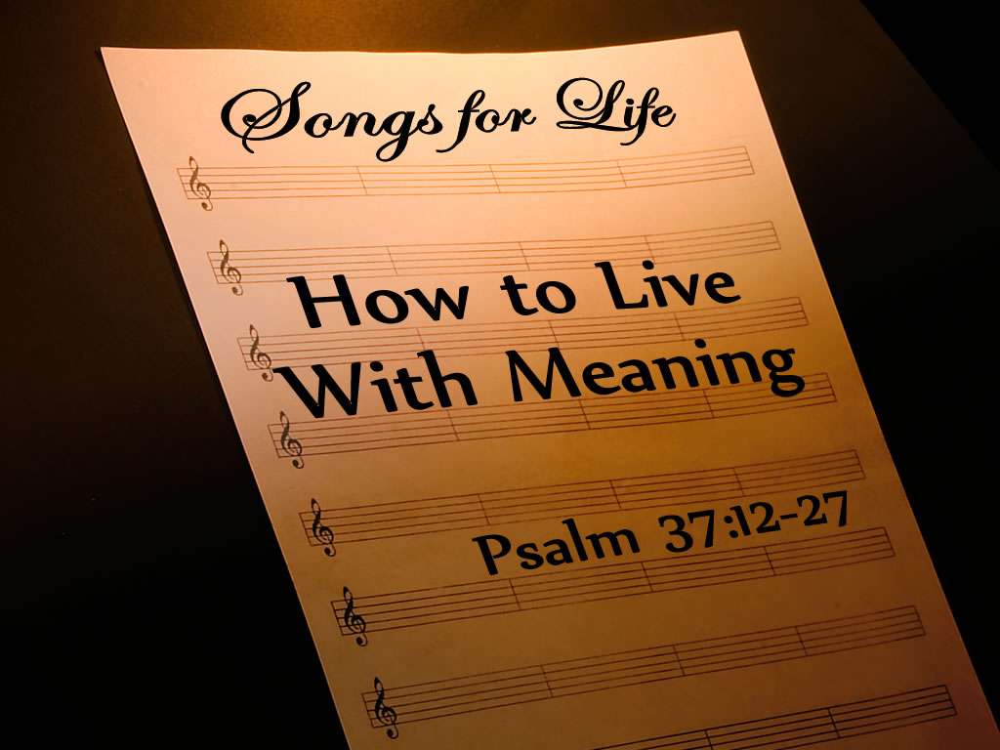 Songs for Life
How to Live
With Meaning
Psalm 37:12-27